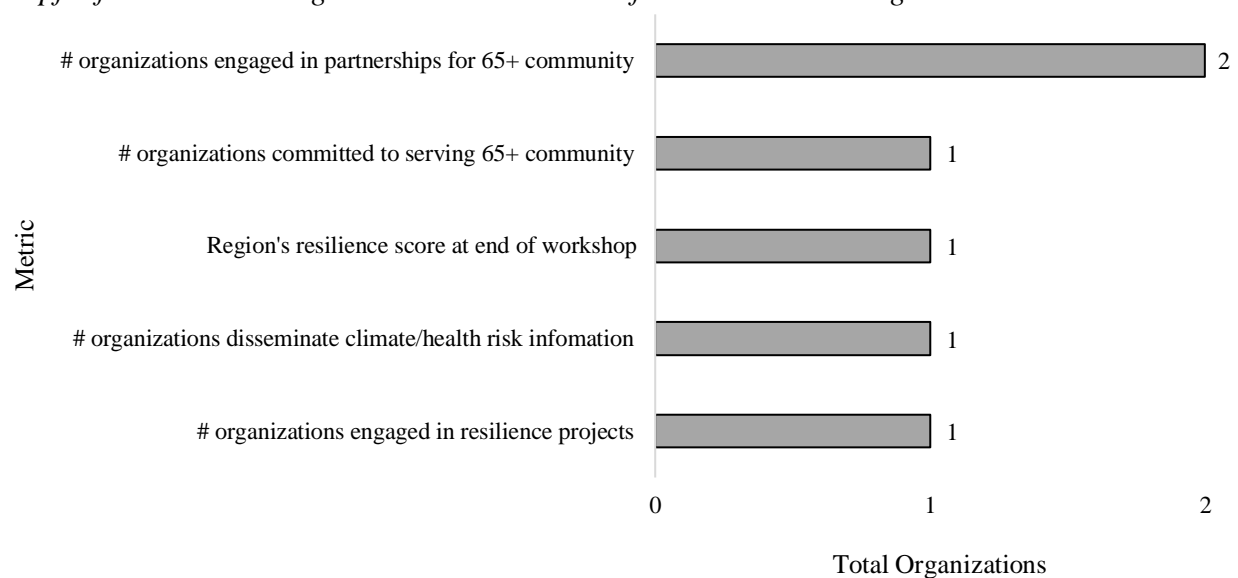 # organizations engaged in partnerships for 65+ community
2
# organizations committed to serving 65+ community
1
Region's resilience score at end of workshop
1
# organizations disseminate climate/health risk infomation
1
# organizations engaged in resilience projects
1
Metric
0 1 2
Total Organizations